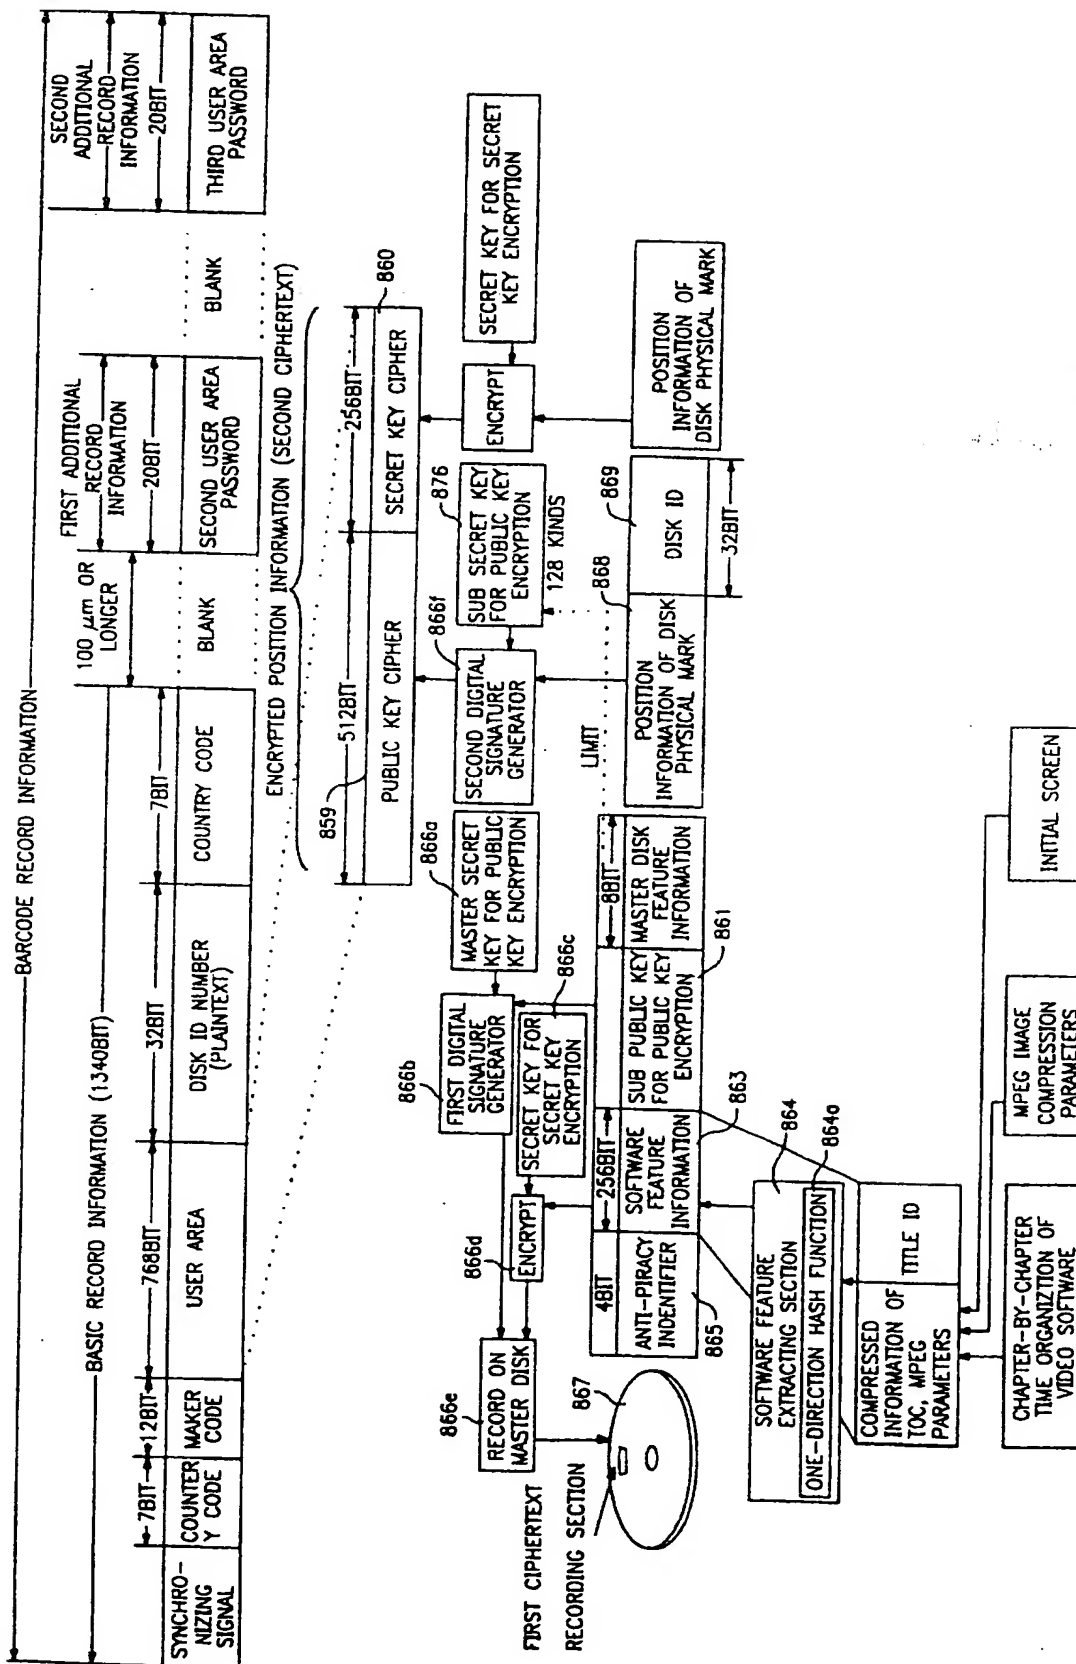 BARCODE RECORD INFORMATION
BASIC RECORD INFORMATION (1340BIT)
SECOND
ADDITIONAL
RECORD
INFORMATION
FIRST ADDITIONAL
RECORD
INFORMATION
100 μm OR
LONGER
7BIT
12BIT
768BIT
32BIT
7BIT
20BIT
20BIT
SYNCHRO-
NIZING
SIGNAL
COUNTER
Y CODE
MAKER
CODE
USER AREA
DISK ID NUMBER
(PLAINTEXT)
COUNTRY CODE
BLANK
SECOND USER AREA
PASSWORD
BLANK
THIRD USER AREA
PASSWORD
ENCRYPTED POSITION INFORMATION (SECOND CIPHERTEXT)
859
512BIT
256BIT
860
PUBLIC KEY CIPHER
SECRET KEY CIPHER
866e
RECORD ON
MASTER DISK
866d
ENCRYPT
866b
FIRST DIGITAL
SIGNATURE
GENERATOR
866c
SECRET KEY FOR
SECRET KEY
ENCRYPTION
866a
MASTER SECRET
KEY FOR PUBLIC
KEY ENCRYPTION
866f
SECOND DIGITAL
SIGNATURE
GENERATOR
876
SUB SECRET KEY
FOR PUBLIC KEY
ENCRYPTION
128 KINDS
ENCRYPT
SECRET KEY FOR SECRET
KEY ENCRYPTION
LIMIT
FIRST CIPHERTEXT
RECORDING SECTION
867
4BIT
256BIT
8BIT
ANTI-PIRACY
INDENTIFIER
865
SOFTWARE
FEATURE
INFORMATION
863
SUB PUBLIC KEY
FOR PUBLIC KEY
ENCRYPTION
861
MASTER DISK
FEATURE
INFORMATION
868
POSITION
INFORMATION OF DISK
PHYSICAL MARK
869
DISK ID
32BIT
POSITION
INFORMATION OF
DISK PHYSICAL MARK
864
SOFTWARE FEATURE
EXTRACTING SECTION
864a
ONE-DIRECTION HASH FUNCTION
COMPRESSED
INFORMATION OF
TOC, MPEG
PARAMETERS
TITLE ID
CHAPTER-BY-CHAPTER
TIME ORGANIZTION OF
VIDEO SOFTWARE
MPEG IMAGE
COMPRESSION
PARAMETERS
INITIAL SCREEN